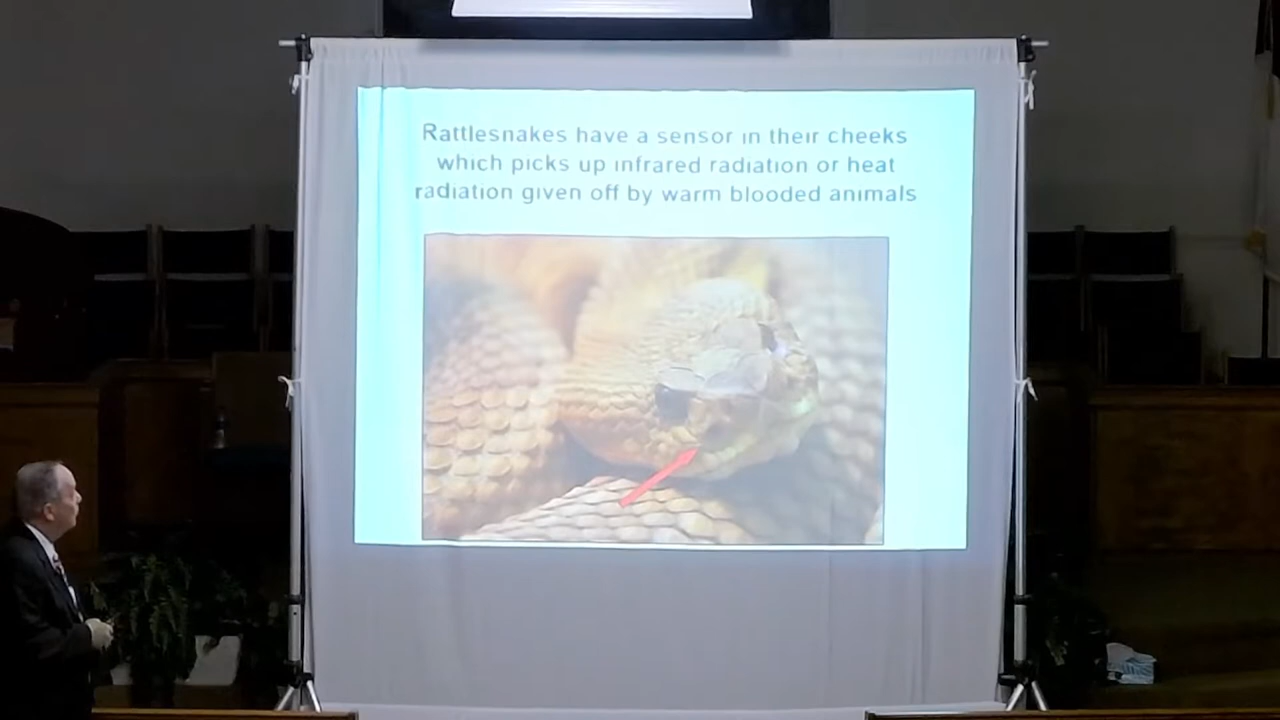 Rattlesnakes have a sensor in their cheeks
which picks up infrared radiation or heat
radiation given off by warm blooded animals